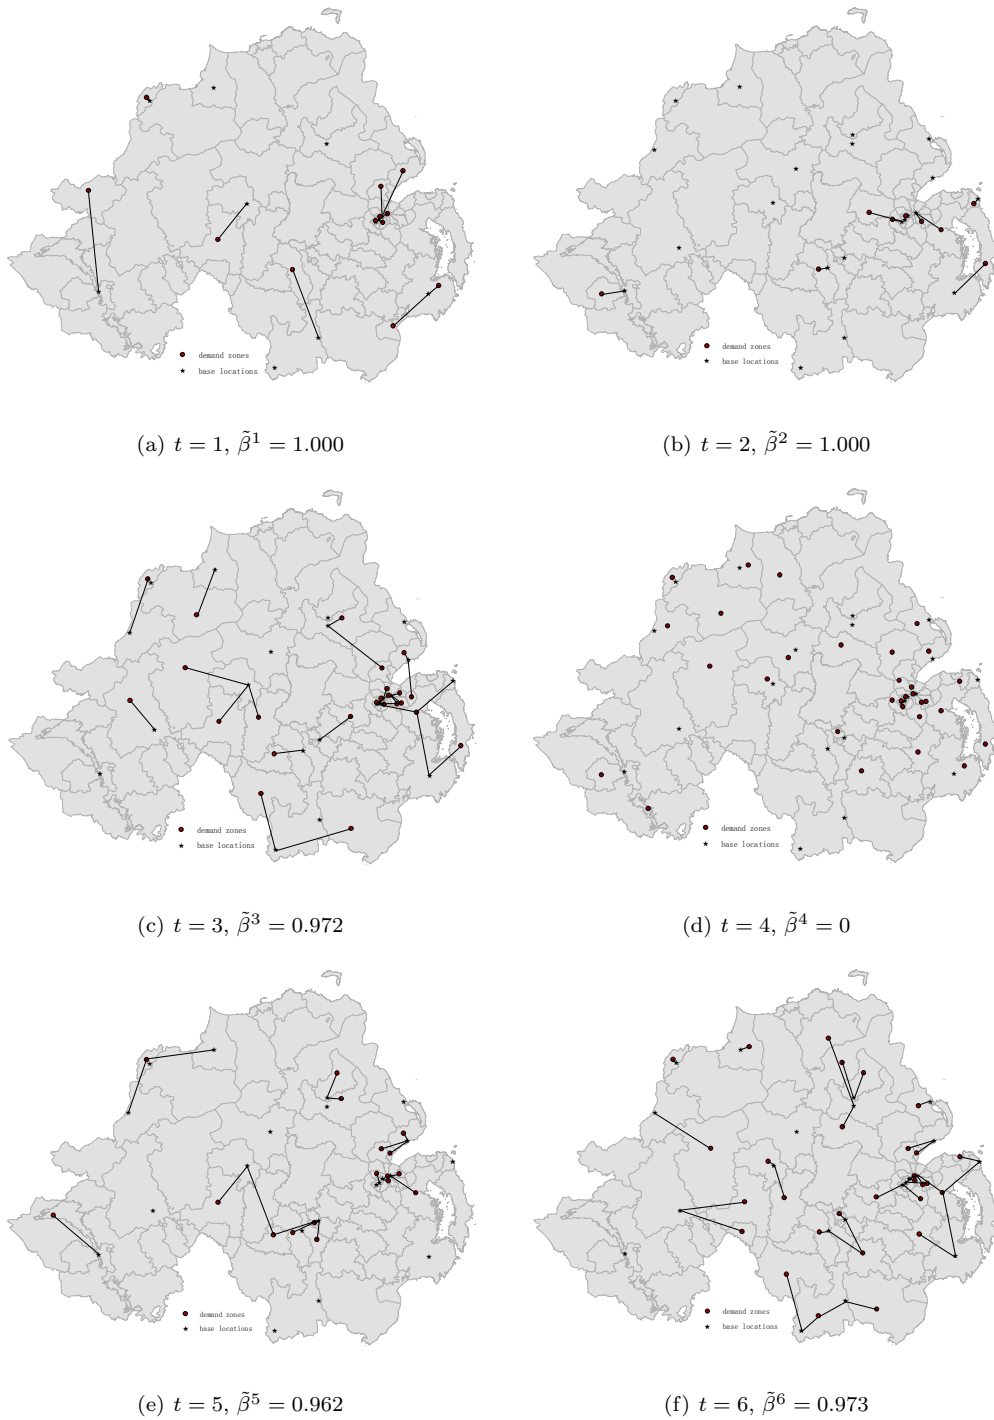 demand zones
base locations
demand zones
base locations
(a) t = 1, β̃¹ = 1.000
(b) t = 2, β̃² = 1.000
demand zones
base locations
demand zones
base locations
(c) t = 3, β̃³ = 0.972
(d) t = 4, β̃⁴ = 0
demand zones
base locations
demand zones
base locations
(e) t = 5, β̃⁵ = 0.962
(f) t = 6, β̃⁶ = 0.973